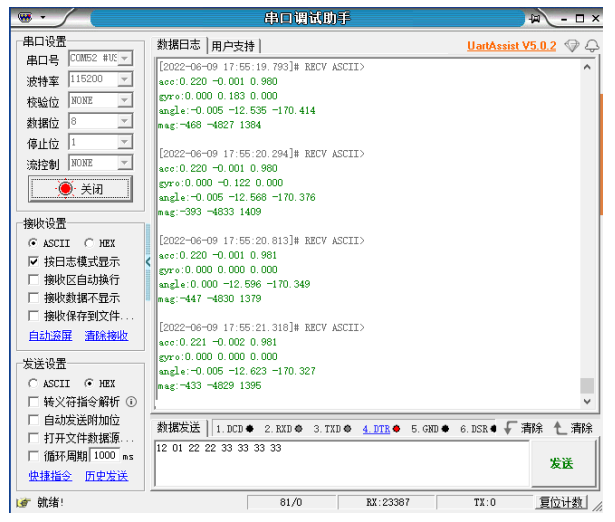 串口调试助手
串口设置
串口号 COM52 #US
波特率 115200
校验位 NONE
数据位 8
停止位 1
流控制 NONE
关闭
接收设置
ASCII HEX
按日志模式显示
接收区自动换行
接收数据不显示
接收保存到文件...
自动滚屏 清除接收
发送设置
ASCII HEX
转义符指令解析
自动发送附加位
打开文件数据源...
循环周期 1000 ms
快捷指令 历史发送
数据日志 用户支持 UartAssist V5.0.2
[2022-06-09 17:55:19.793]# RECV ASCII>
acc:0.220 -0.001 0.980
gyro:0.000 0.183 0.000
angle:-0.005 -12.535 -170.414
mag:-468 -4827 1384
[2022-06-09 17:55:20.294]# RECV ASCII>
acc:0.220 -0.001 0.980
gyro:0.000 -0.122 0.000
angle:-0.005 -12.568 -170.376
mag:-393 -4833 1409
[2022-06-09 17:55:20.813]# RECV ASCII>
acc:0.220 -0.001 0.981
gyro:0.000 0.000 0.000
angle:0.000 -12.596 -170.349
mag:-447 -4830 1379
[2022-06-09 17:55:21.318]# RECV ASCII>
acc:0.221 -0.002 0.981
gyro:0.000 0.000 0.000
angle:-0.005 -12.623 -170.327
mag:-433 -4829 1395
数据发送 1.DCD 2.RXD 3.TXD 4.DTR 5.GND 6.DSR 清除 清除
12 01 22 22 33 33 33 33
发送
就绪! 81/0 RX:23387 TX:0 复位计数